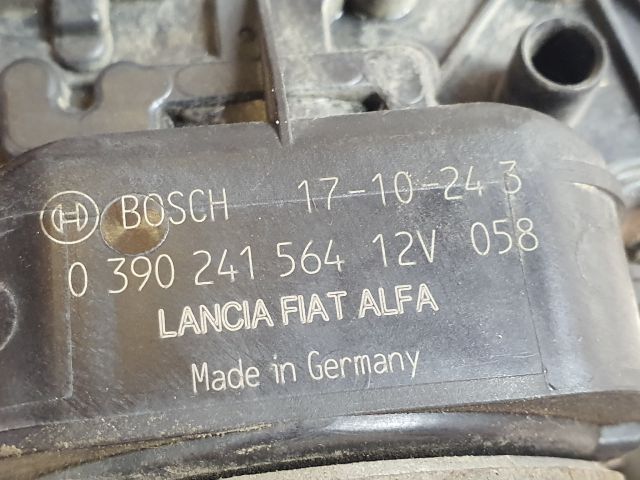 BOSCH 17-10-24 3
0 390 241 564 12V 058
LANCIA FIAT ALFA
Made in Germany